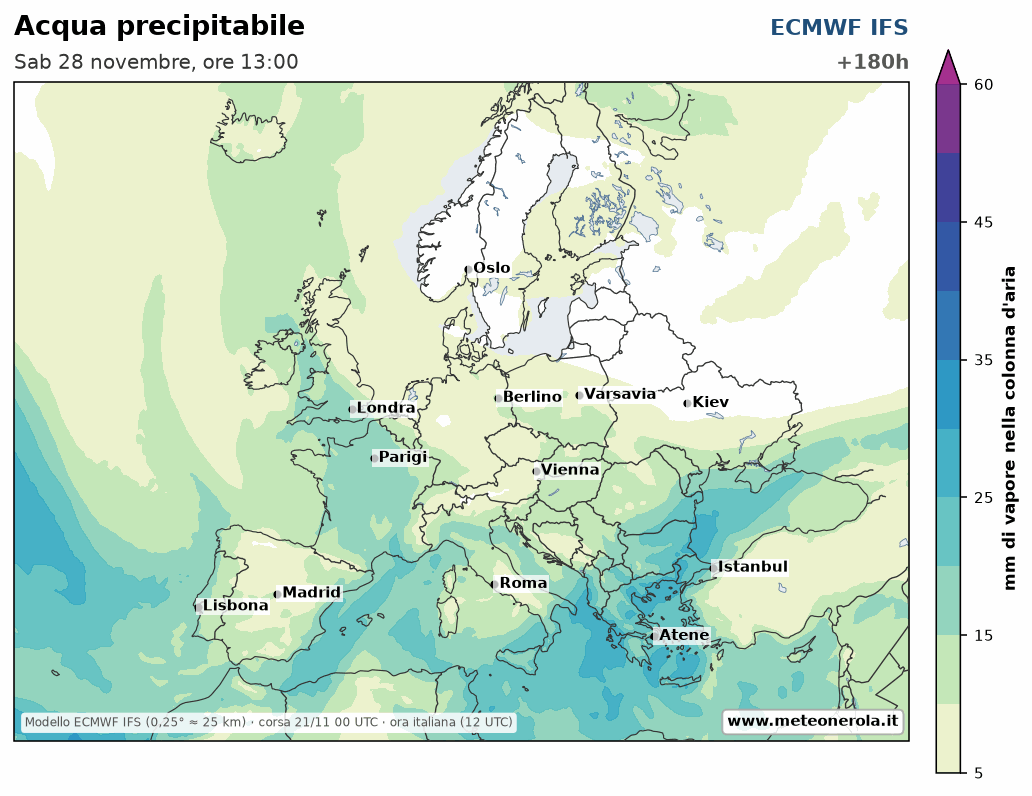 Acqua precipitabile
ECMWF IFS
Sab 28 novembre, ore 13:00
+180h
60
45
35
25
15
5
mm di vapore nella colonna d'aria
Oslo
Londra
Berlino
Varsavia
Kiev
Parigi
Vienna
Istanbul
Roma
Madrid
Lisbona
Atene
Modello ECMWF IFS (0,25° ≈ 25 km) · corsa 21/11 00 UTC · ora italiana (12 UTC)
www.meteonerola.it